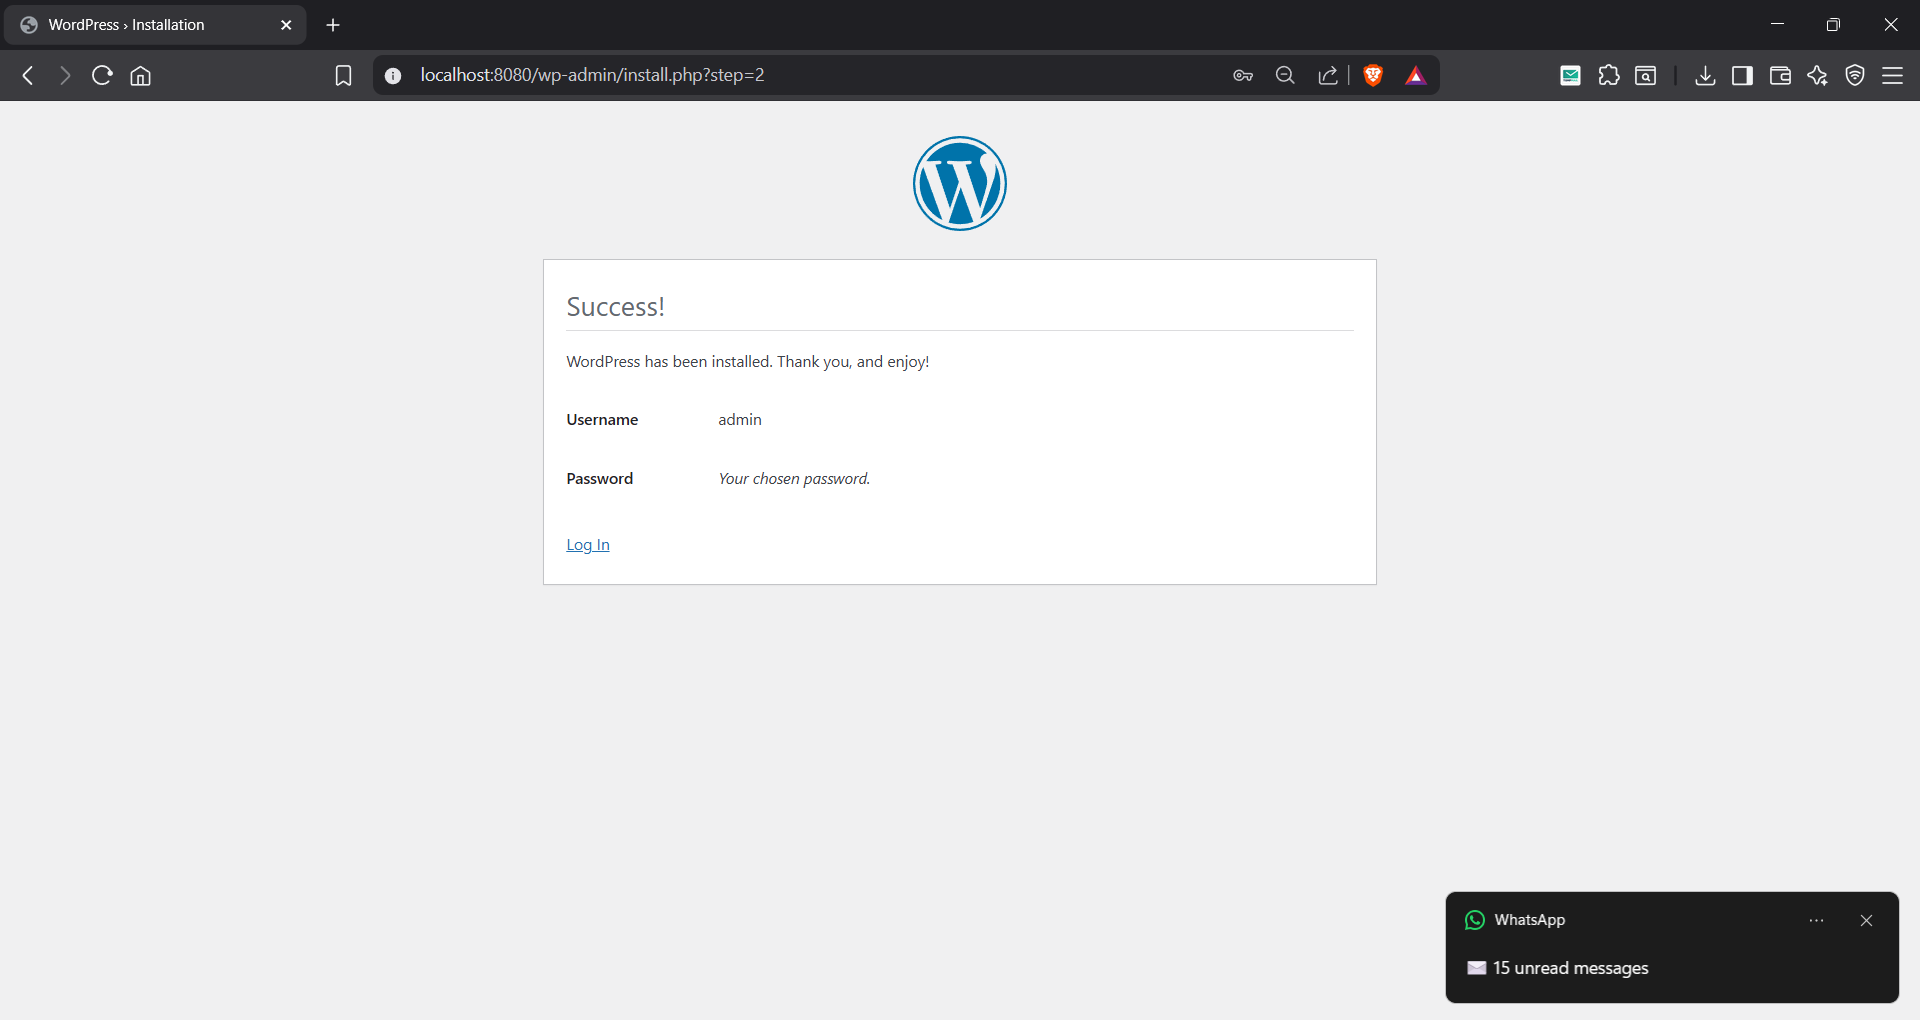 WordPress › Installation
localhost:8080/wp-admin/install.php?step=2
Success!
WordPress has been installed. Thank you, and enjoy!
Username admin
Password Your chosen password.
Log In
WhatsApp
15 unread messages